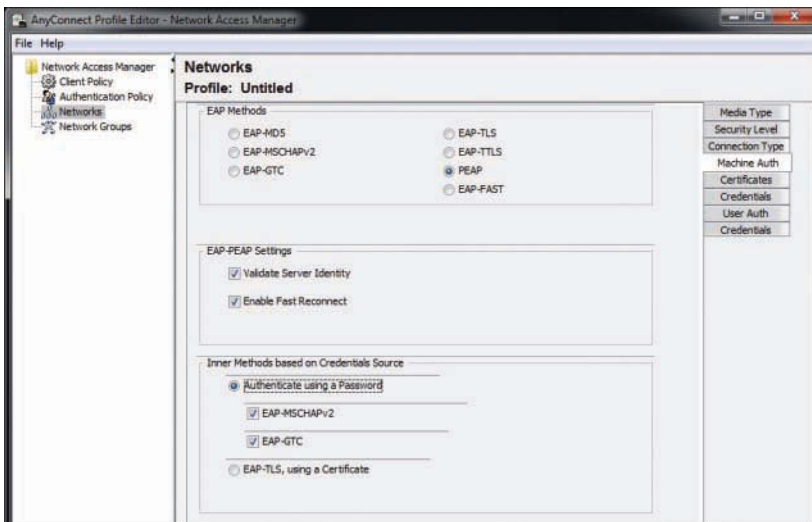 AnyConnect Profile Editor - Network Access Manager
File Help
Network Access Manager
Client Policy
Authentication Policy
Networks
Network Groups
Networks
Profile: Untitled
EAP Methods
EAP-MD5
EAP-TLS
EAP-MSCHAPv2
EAP-TTLS
EAP-GTC
PEAP
EAP-FAST
Media Type
Security Level
Connection Type
Machine Auth
Certificates
Credentials
User Auth
Credentials
EAP-PEAP Settings
Validate Server Identity
Enable Fast Reconnect
Inner Methods based on Credentials Source
Authenticate using a Password
EAP-MSCHAPv2
EAP-GTC
EAP-TLS, using a Certificate